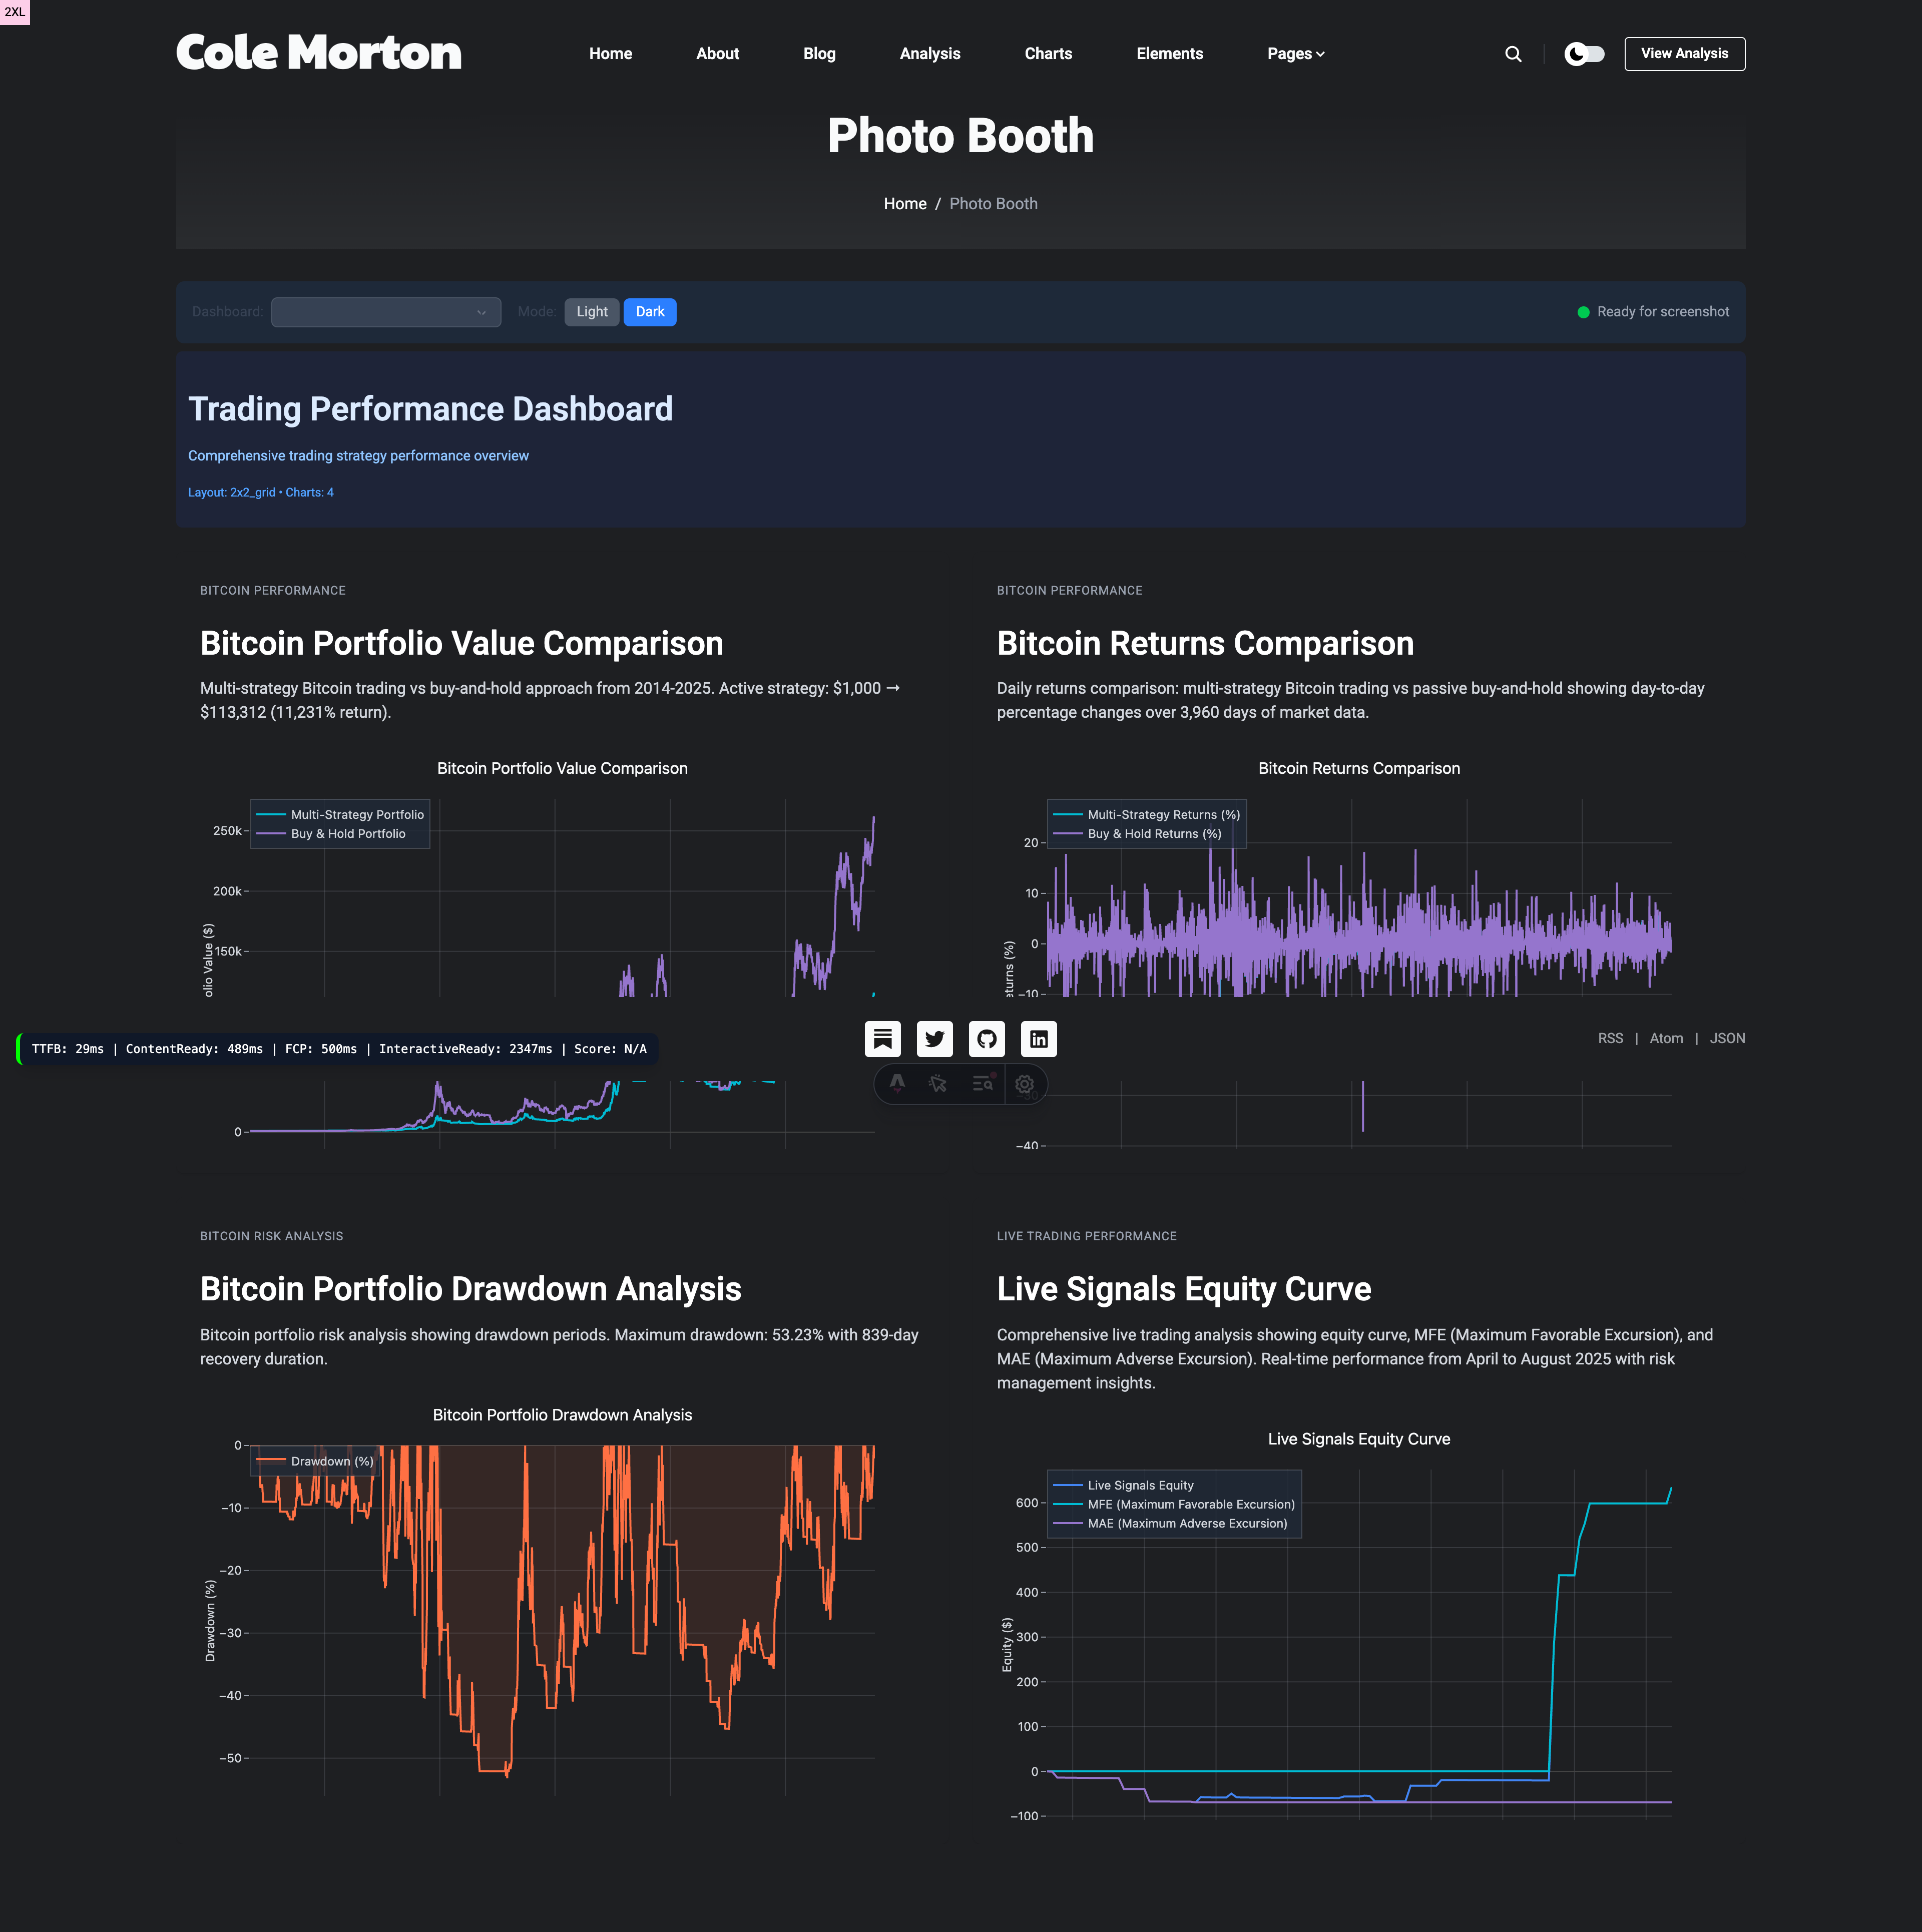 2XL
Cole Morton
Home About Blog Analysis Charts Elements Pages
View Analysis
Photo Booth
Home / Photo Booth
Dashboard:
Mode: Light Dark
Ready for screenshot
Trading Performance Dashboard
Comprehensive trading strategy performance overview
Layout: 2x2_grid • Charts: 4
BITCOIN PERFORMANCE
Bitcoin Portfolio Value Comparison
Multi-strategy Bitcoin trading vs buy-and-hold approach from 2014-2025. Active strategy: $1,000 →
$113,312 (11,231% return).
Bitcoin Portfolio Value Comparison
Multi-Strategy Portfolio
Buy & Hold Portfolio
250k
200k
150k
olio Value ($)
0
BITCOIN PERFORMANCE
Bitcoin Returns Comparison
Daily returns comparison: multi-strategy Bitcoin trading vs passive buy-and-hold showing day-to-day
percentage changes over 3,960 days of market data.
Bitcoin Returns Comparison
Multi-Strategy Returns (%)
Buy & Hold Returns (%)
20
10
0
−10
eturns (%)
−30
−40
TTFB: 29ms | ContentReady: 489ms | FCP: 500ms | InteractiveReady: 2347ms | Score: N/A
RSS | Atom | JSON
BITCOIN RISK ANALYSIS
Bitcoin Portfolio Drawdown Analysis
Bitcoin portfolio risk analysis showing drawdown periods. Maximum drawdown: 53.23% with 839-day
recovery duration.
Bitcoin Portfolio Drawdown Analysis
Drawdown (%)
0
−10
−20
−30
−40
−50
Drawdown (%)
LIVE TRADING PERFORMANCE
Live Signals Equity Curve
Comprehensive live trading analysis showing equity curve, MFE (Maximum Favorable Excursion), and
MAE (Maximum Adverse Excursion). Real-time performance from April to August 2025 with risk
management insights.
Live Signals Equity Curve
Live Signals Equity
MFE (Maximum Favorable Excursion)
MAE (Maximum Adverse Excursion)
600
500
400
300
200
100
0
−100
Equity ($)